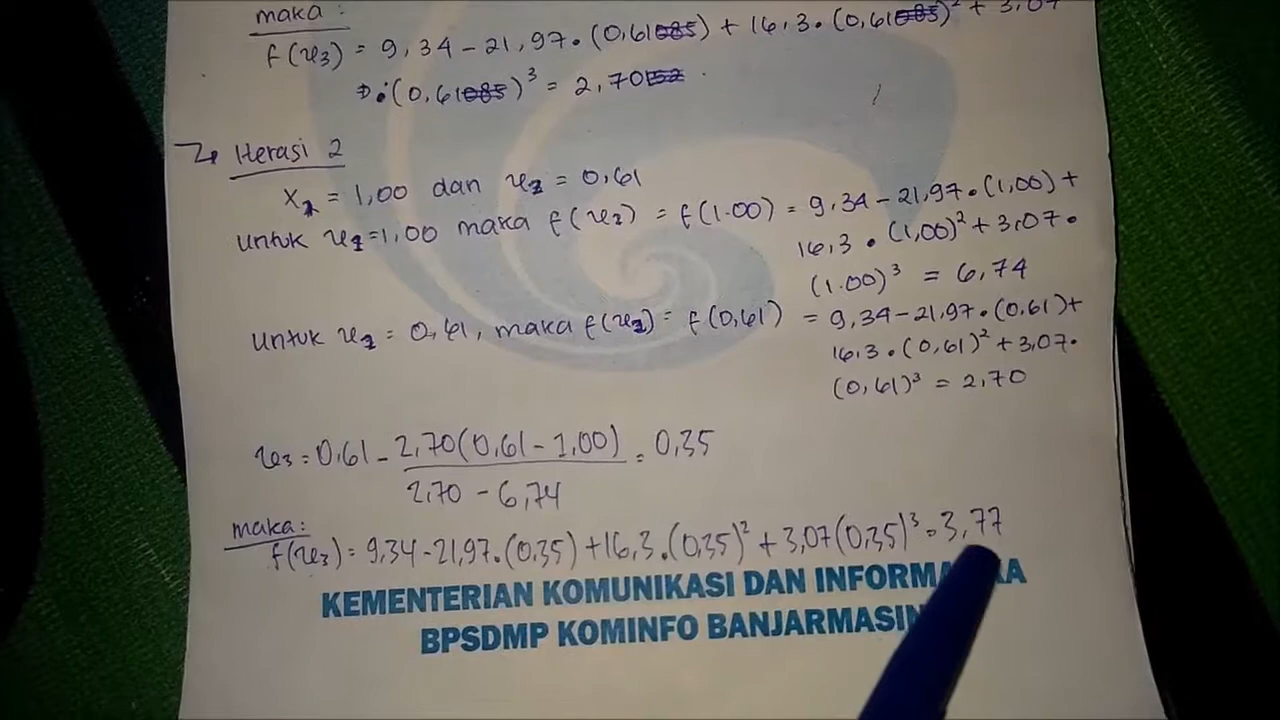 maka :
f(x₃) = 9,34 - 21,97 . (0,61085) + 16,3 . (0,61085)² + 3,07
. (0,61085)³ = 2,70
Iterasi 2
x₁ = 1,00 dan x₂ = 0,61
Untuk x₁ = 1,00 maka f(x₁) = f(1.00) = 9,34 - 21,97 . (1,00) +
16,3 . (1,00)² + 3,07 .
(1.00)³ = 6,74
Untuk x₂ = 0,61, maka f(x₂) = f(0,61) = 9,34 - 21,97 . (0,61) +
16,3 . (0,61)² + 3,07 .
(0,61)³ = 2,70
x₃ = 0,61 - 2,70 (0,61 - 1,00) = 0,35
2,70 - 6,74
maka :
f(x₃) = 9,34 - 21,97 . (0,35) + 16,3 . (0,35)² + 3,07 (0,35)³ = 3,77
KEMENTERIAN KOMUNIKASI DAN
BPSDMP KOMINFO